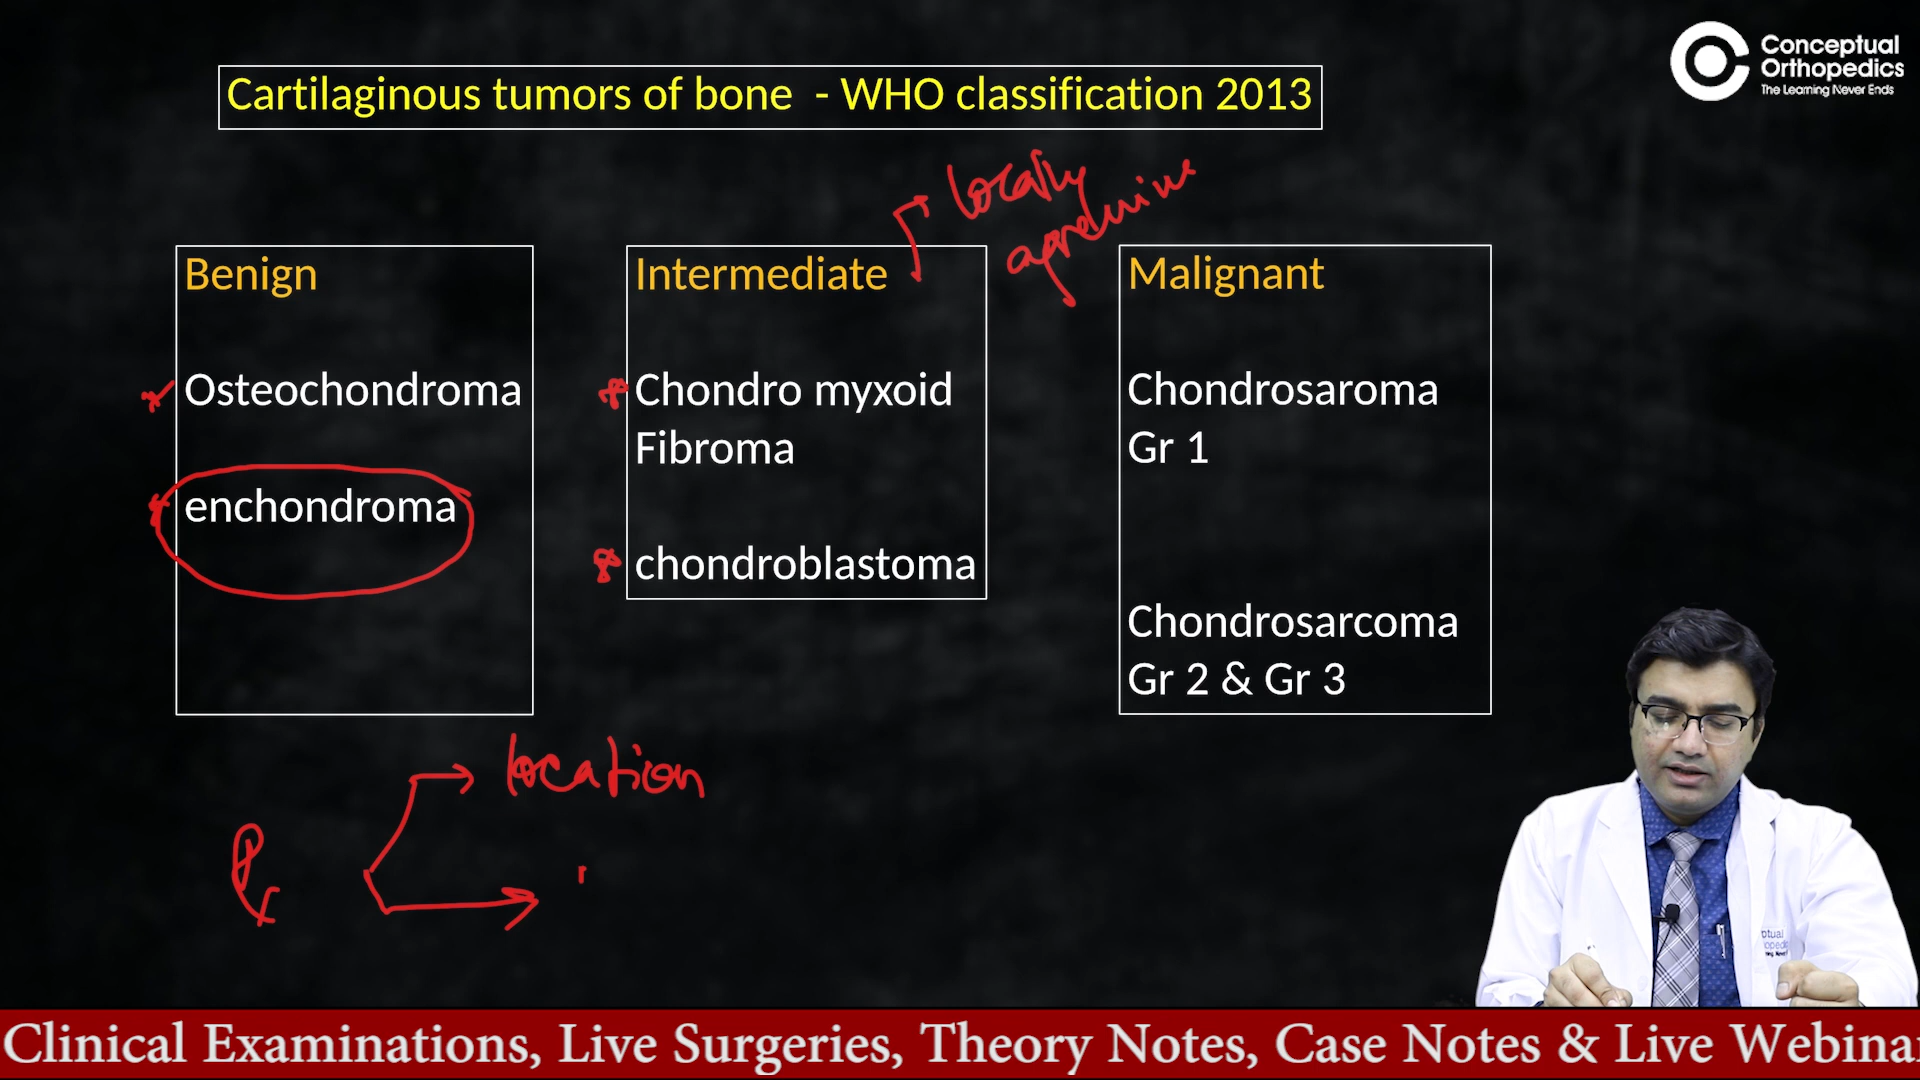 Conceptual
Orthopedics
The Learning Never Ends
Cartilaginous tumors of bone - WHO classification 2013
locally
Benign
Osteochondroma
enchondroma
Intermediate
Chondro myxoid
Fibroma
chondroblastoma
Malignant
Chondrosaroma
Gr 1
Chondrosarcoma
Gr 2 & Gr 3
location
Clinical Examinations, Live Surgeries, Theory Notes, Case Notes & Live Webina